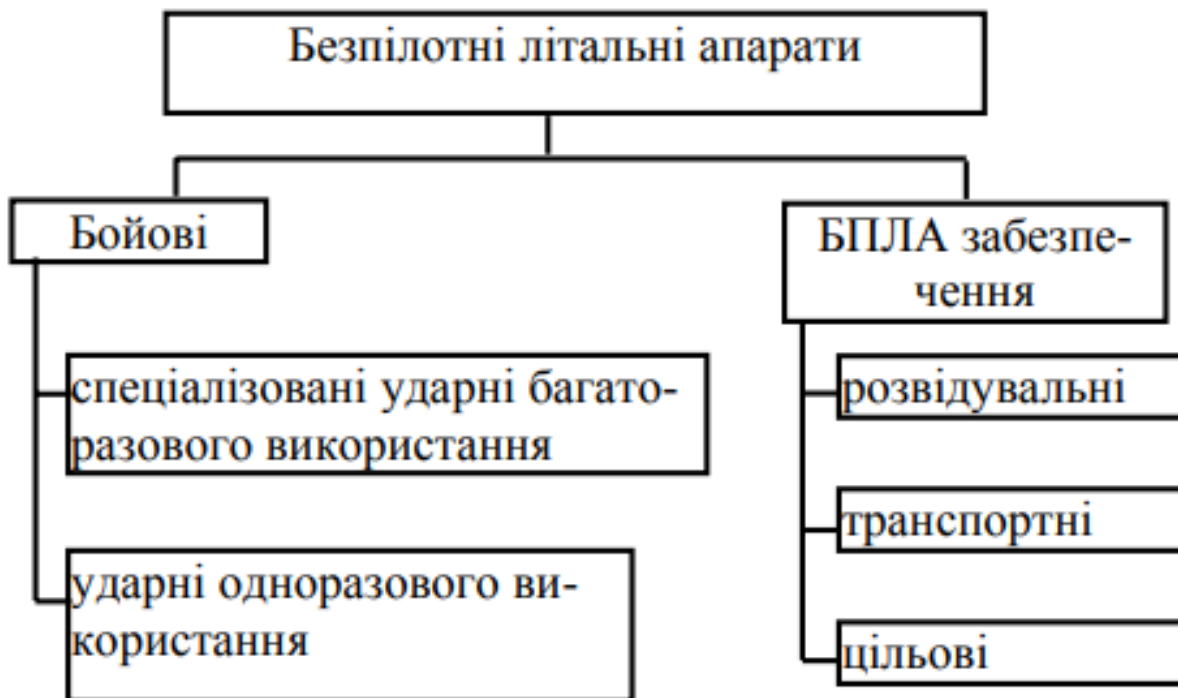 Безпілотні літальні апарати
Бойові
спеціалізовані ударні багато-
разового використання
ударні одноразового ви-
користання
БПЛА забезпе-
чення
розвідувальні
транспортні
цільові